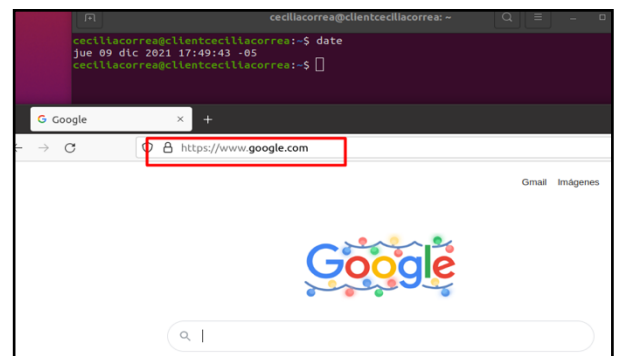 ceciliacorrea@clientceciliacorrea: ~
ceciliacorrea@clientceciliacorrea:~$ date
jue 09 dic 2021 17:49:43 -05
ceciliacorrea@clientceciliacorrea:~$
Google
https://www.google.com
Gmail Imágenes
Google